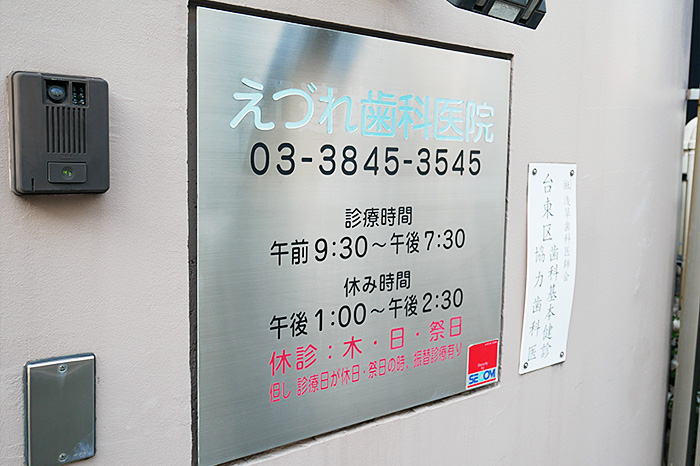 えづれ歯科医院
03-3845-3545
診療時間
午前9:30～午後7:30
休み時間
午後1:00～午後2:30
休診：木・日・祭日
但し 診療日が休日・祭日の時、振替診療有り
SECOM
浅草歯科医師会
台東区歯科基本健診
協力歯科医